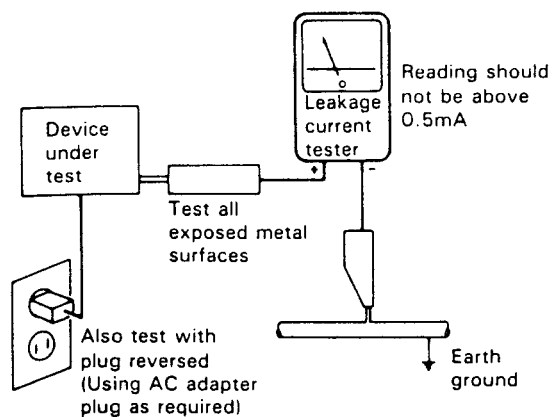 Device
under
test
Leakage
current
tester
+
-
Reading should
not be above
0.5mA
Test all
exposed metal
surfaces
Also test with
plug reversed
(Using AC adapter
plug as required)
Earth
ground